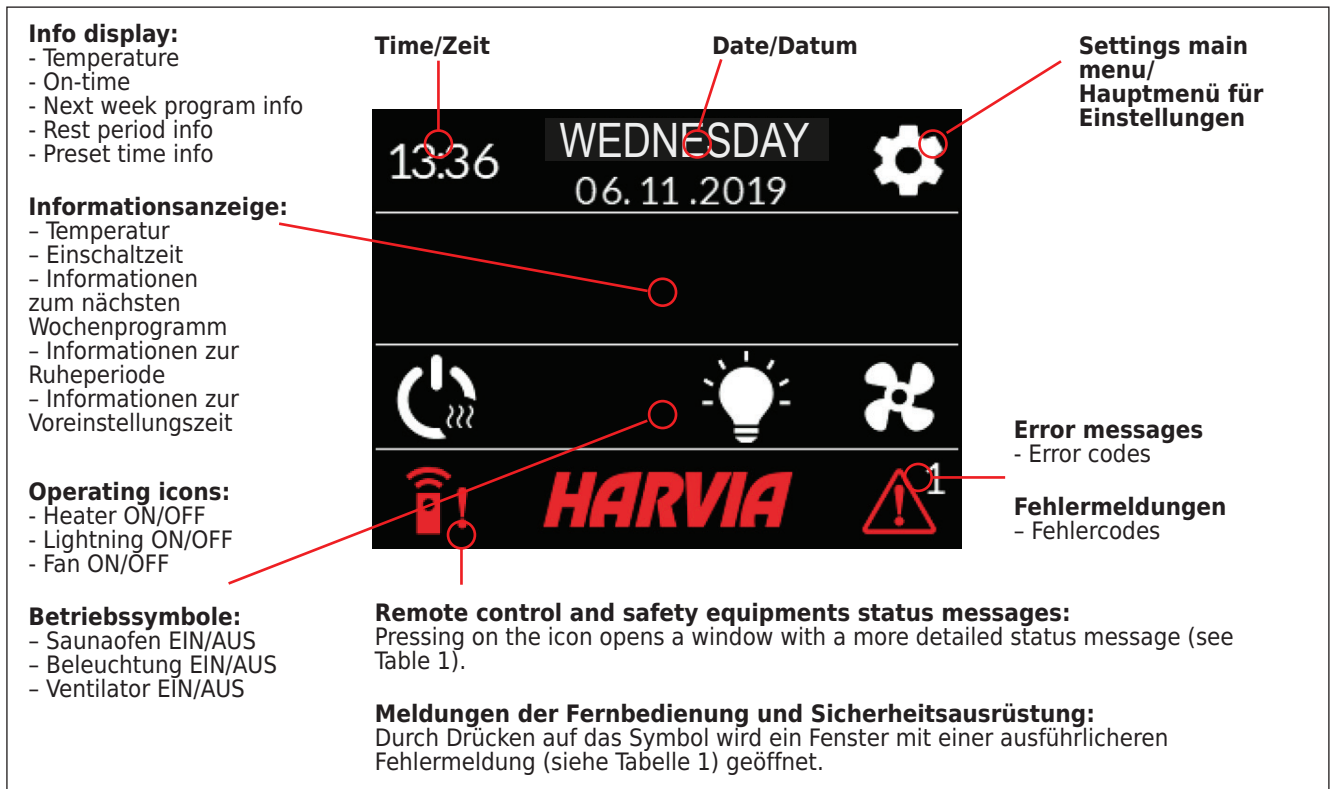 Info display:
- Temperature
- On-time
- Next week program info
- Rest period info
- Preset time info
Informationsanzeige:
– Temperatur
– Einschaltzeit
– Informationen
zum nächsten
Wochenprogramm
– Informationen zur
Ruheperiode
– Informationen zur
Voreinstellungszeit
Operating icons:
- Heater ON/OFF
- Lightning ON/OFF
- Fan ON/OFF
Betriebssymbole:
– Saunaofen EIN/AUS
– Beleuchtung EIN/AUS
– Ventilator EIN/AUS
Time/Zeit
Date/Datum
Settings main
menu/
Hauptmenü für
Einstellungen
13:36
WEDNESDAY
06. 11 .2019
HARVIA
1
Error messages
- Error codes
Fehlermeldungen
– Fehlercodes
Remote control and safety equipments status messages:
Pressing on the icon opens a window with a more detailed status message (see
Table 1).
Meldungen der Fernbedienung und Sicherheitsausrüstung:
Durch Drücken auf das Symbol wird ein Fenster mit einer ausführlicheren
Fehlermeldung (siehe Tabelle 1) geöffnet.